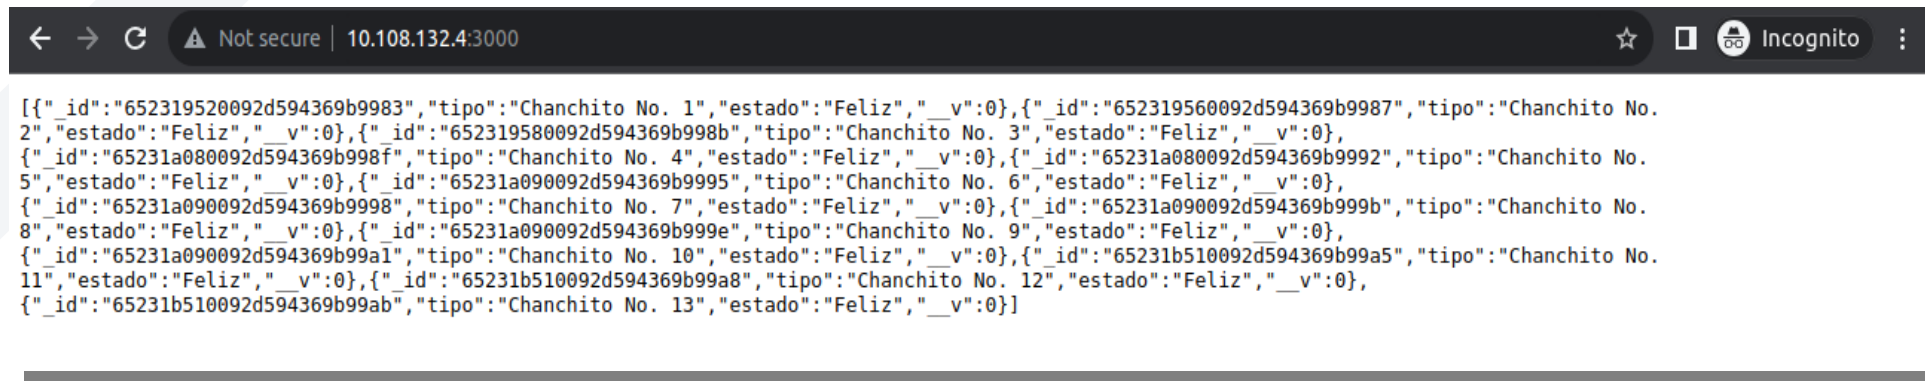 Not secure | 10.108.132.4:3000 Incognito
[{"_id":"652319520092d594369b9983","tipo":"Chanchito No. 1","estado":"Feliz","__v":0},{"_id":"652319560092d594369b9987","tipo":"Chanchito No.
2","estado":"Feliz","__v":0},{"_id":"652319580092d594369b998b","tipo":"Chanchito No. 3","estado":"Feliz","__v":0},
{"_id":"65231a080092d594369b998f","tipo":"Chanchito No. 4","estado":"Feliz","__v":0},{"_id":"65231a080092d594369b9992","tipo":"Chanchito No.
5","estado":"Feliz","__v":0},{"_id":"65231a090092d594369b9995","tipo":"Chanchito No. 6","estado":"Feliz","__v":0},
{"_id":"65231a090092d594369b9998","tipo":"Chanchito No. 7","estado":"Feliz","__v":0},{"_id":"65231a090092d594369b999b","tipo":"Chanchito No.
8","estado":"Feliz","__v":0},{"_id":"65231a090092d594369b999e","tipo":"Chanchito No. 9","estado":"Feliz","__v":0},
{"_id":"65231a090092d594369b99a1","tipo":"Chanchito No. 10","estado":"Feliz","__v":0},{"_id":"65231b510092d594369b99a5","tipo":"Chanchito No.
11","estado":"Feliz","__v":0},{"_id":"65231b510092d594369b99a8","tipo":"Chanchito No. 12","estado":"Feliz","__v":0},
{"_id":"65231b510092d594369b99ab","tipo":"Chanchito No. 13","estado":"Feliz","__v":0}]